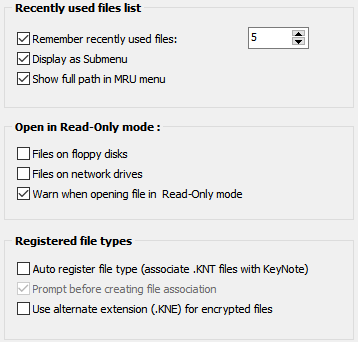 Recently used files list
Remember recently used files: 5
Display as Submenu
Show full path in MRU menu
Open in Read-Only mode :
Files on floppy disks
Files on network drives
Warn when opening file in Read-Only mode
Registered file types
Auto register file type (associate .KNT files with KeyNote)
Prompt before creating file association
Use alternate extension (.KNE) for encrypted files